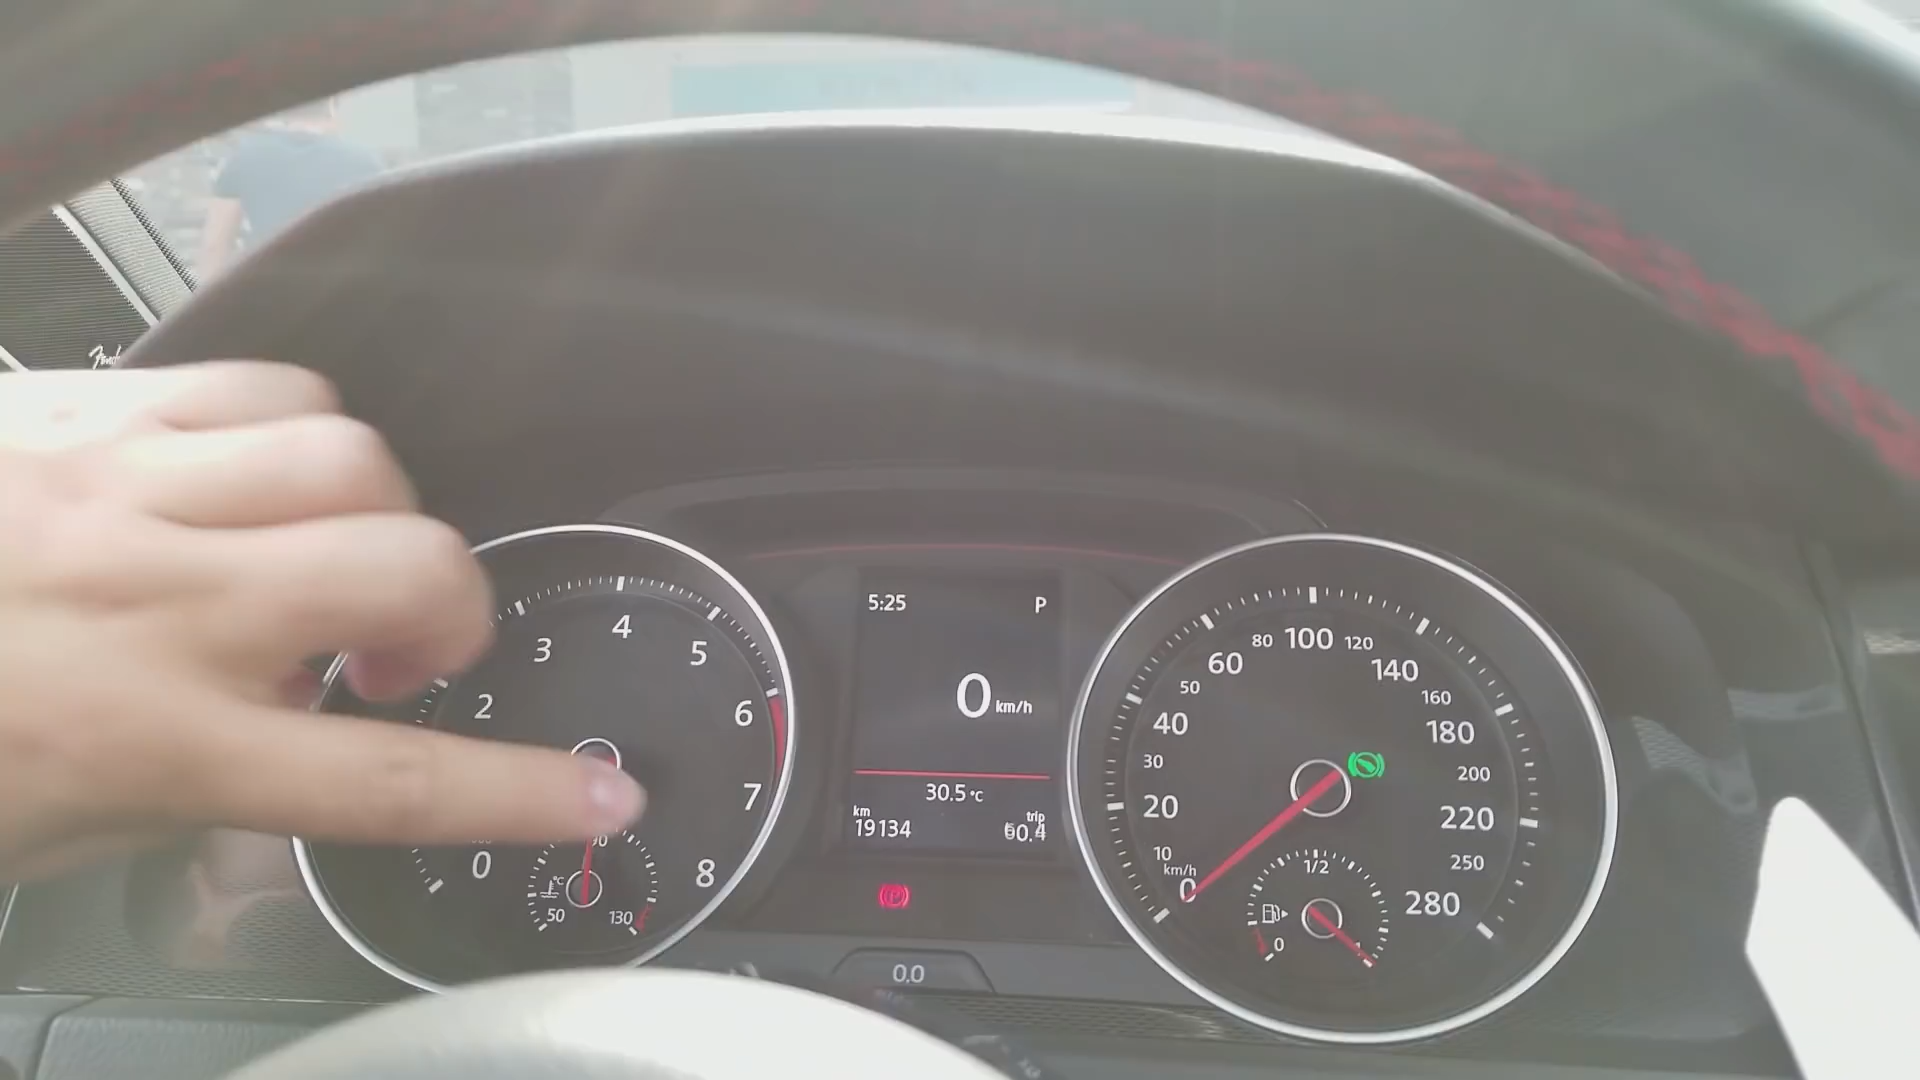 5:25 P
0 km/h
30.5 °C
km trip
19134 60.4
0.0
0 2 3 4 5 6 7 8
50 90 130 °C
0 10 20 30 40 50 60 80 100 120 140 160 180 200 220 250 280
km/h
0 1/2
P